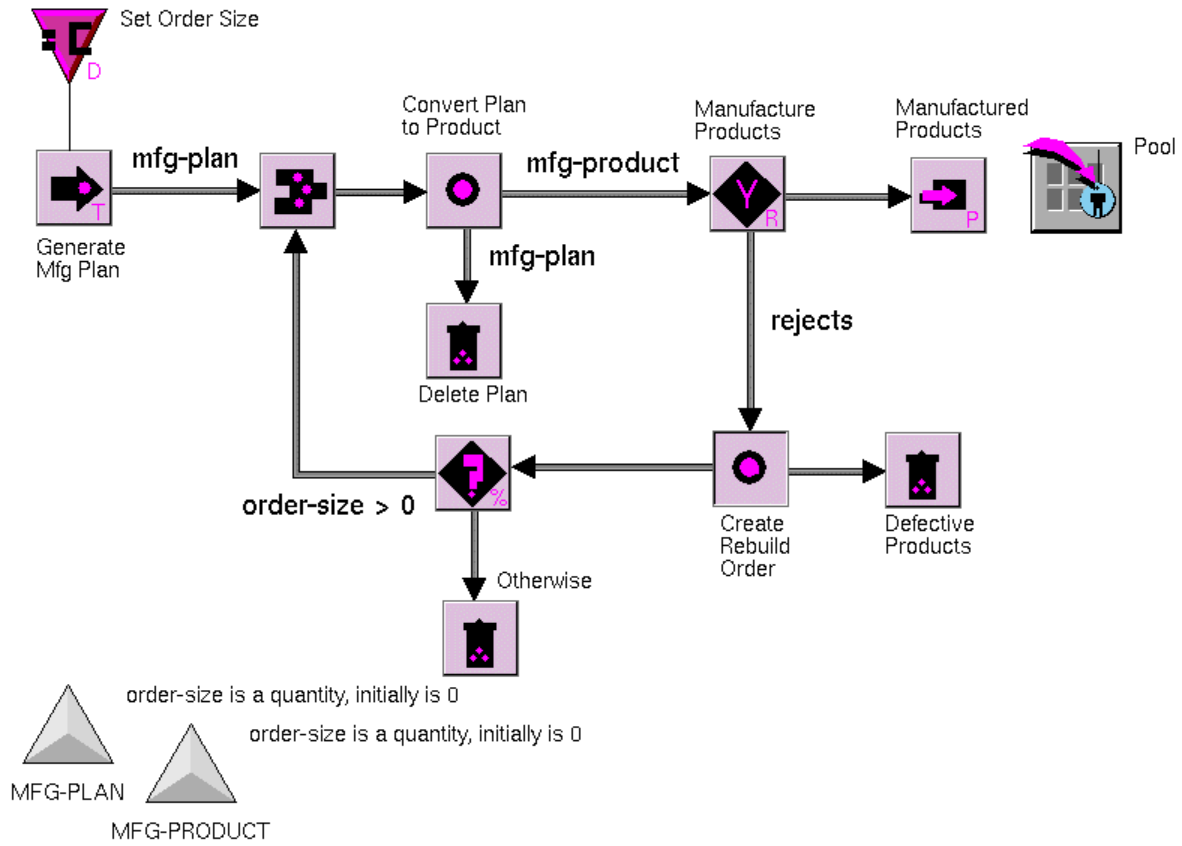 Set Order Size
D
Convert Plan
to Product
Manufacture
Products
Manufactured
Products
Pool
mfg-plan
mfg-product
T
Y
R
P
Generate
Mfg Plan
mfg-plan
rejects
Delete Plan
order-size > 0
?
%
Create
Rebuild
Order
Defective
Products
Otherwise
order-size is a quantity, initially is 0
order-size is a quantity, initially is 0
MFG-PLAN
MFG-PRODUCT